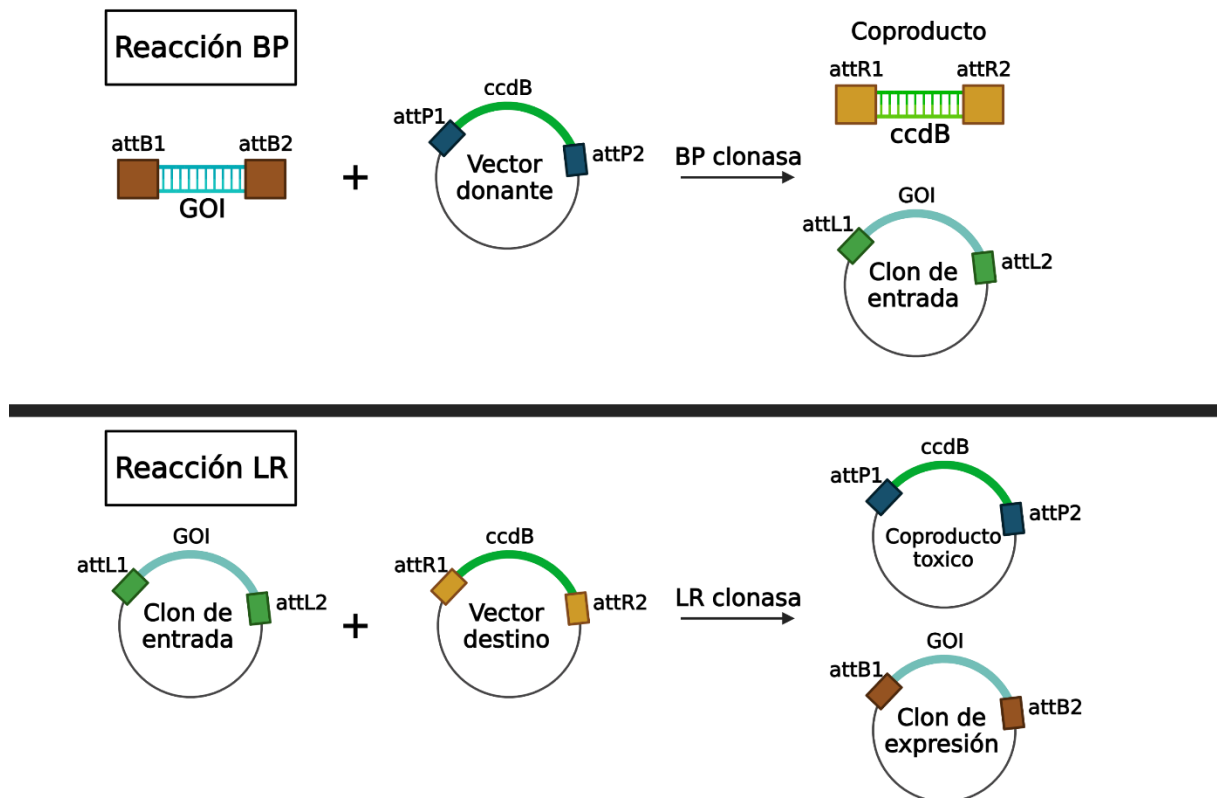 Reacción BP
attB1
attB2
GOI
+
ccdB
attP1
attP2
Vector
donante
BP clonasa
Coproducto
attR1
attR2
ccdB
GOI
attL1
attL2
Clon de
entrada
Reacción LR
GOI
attL1
attL2
Clon de
entrada
+
ccdB
attR1
attR2
Vector
destino
LR clonasa
ccdB
attP1
attP2
Coproducto
toxico
GOI
attB1
attB2
Clon de
expresión